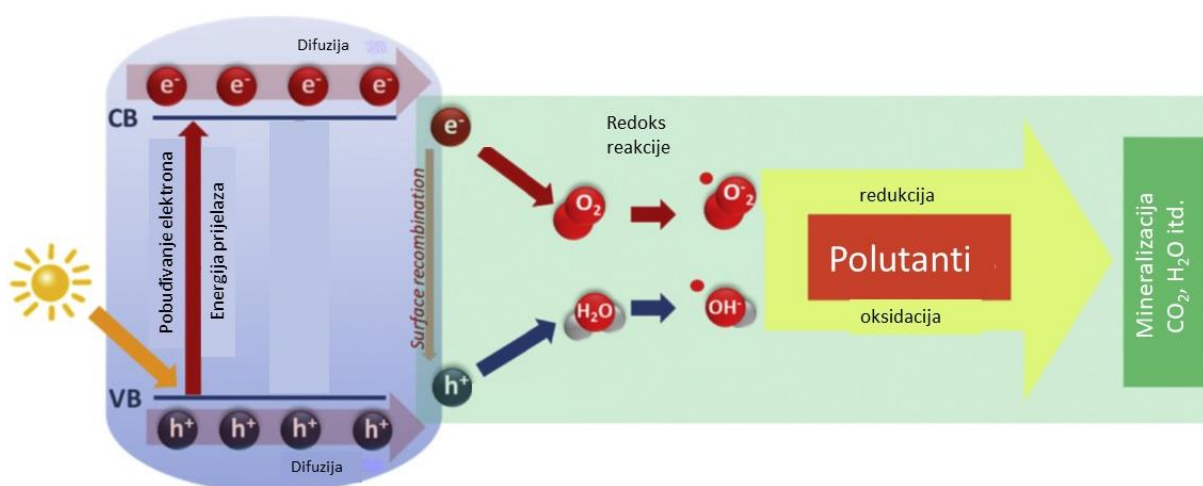 Difuzija
e⁻ e⁻ e⁻ e⁻
CB
Pobuđivanje elektrona
Energija prijelaza
VB
h⁺ h⁺ h⁺ h⁺
Difuzija
e⁻
Surface recombination
h⁺
Redoks
reakcije
O₂
O⁻₂
H₂O
OH⁻
redukcija
Polutanti
oksidacija
Mineralizacija
CO₂, H₂O itd.